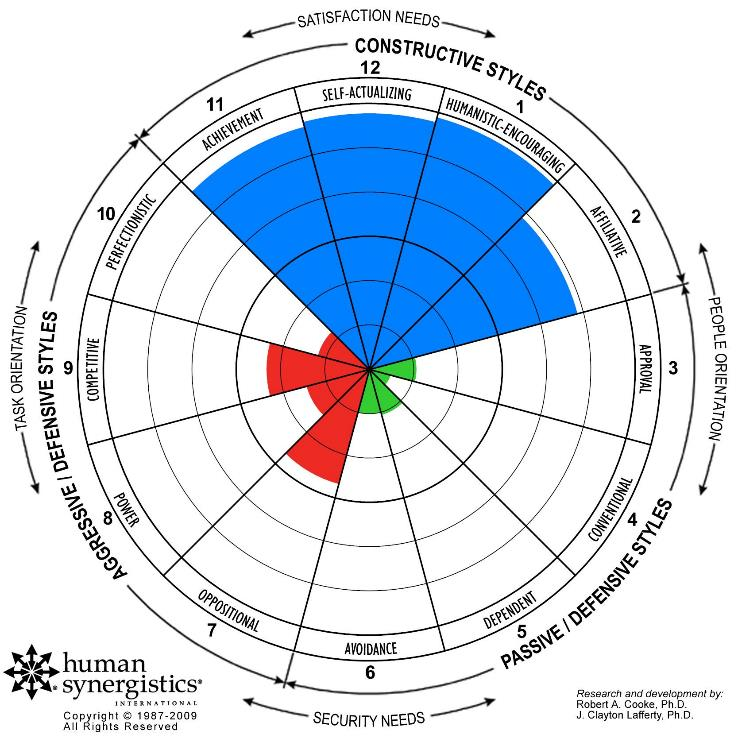 SATISFACTION NEEDS
CONSTRUCTIVE STYLES
12
SELF-ACTUALIZING
1
HUMANISTIC-ENCOURAGING
2
AFFILIATIVE
PEOPLE ORIENTATION
3
APPROVAL
4
CONVENTIONAL
PASSIVE / DEFENSIVE STYLES
5
DEPENDENT
6
AVOIDANCE
SECURITY NEEDS
7
OPPOSITIONAL
8
POWER
AGGRESSIVE / DEFENSIVE STYLES
TASK ORIENTATION
9
COMPETITIVE
10
PERFECTIONISTIC
11
ACHIEVEMENT
human
synergistics®
INTERNATIONAL
Copyright © 1987-2009
All Rights Reserved
Research and development by:
Robert A. Cooke, Ph.D.
J. Clayton Lafferty, Ph.D.